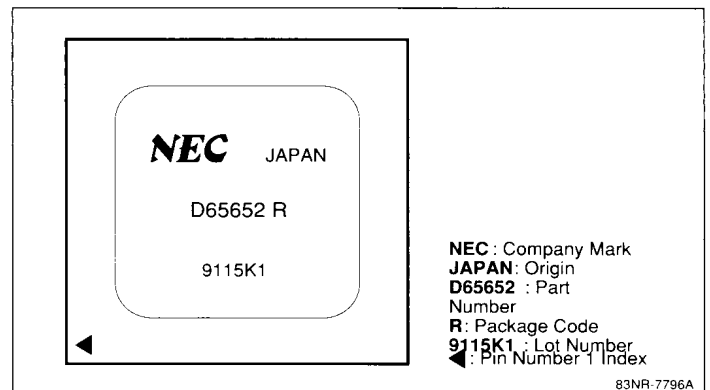 NEC JAPAN
D65652 R
9115K1
NEC : Company Mark
JAPAN: Origin
D65652 : Part
Number
R: Package Code
9115K1 : Lot Number
◀: Pin Number 1 Index
83NR-7796A